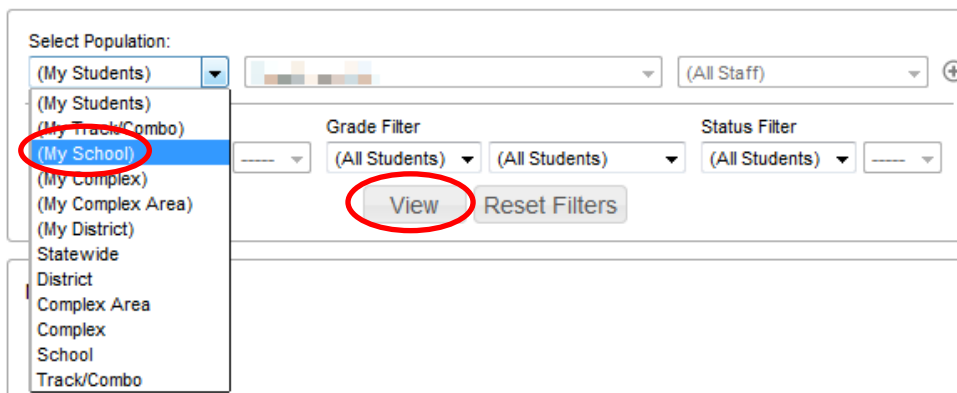 Select Population:
(My Students) (All Staff)
(My Students)
(My Track/Combo) Grade Filter Status Filter
(My School) ----- (All Students) (All Students) (All Students) -----
(My Complex)
(My Complex Area) View Reset Filters
(My District)
Statewide
District
Complex Area
Complex
School
Track/Combo